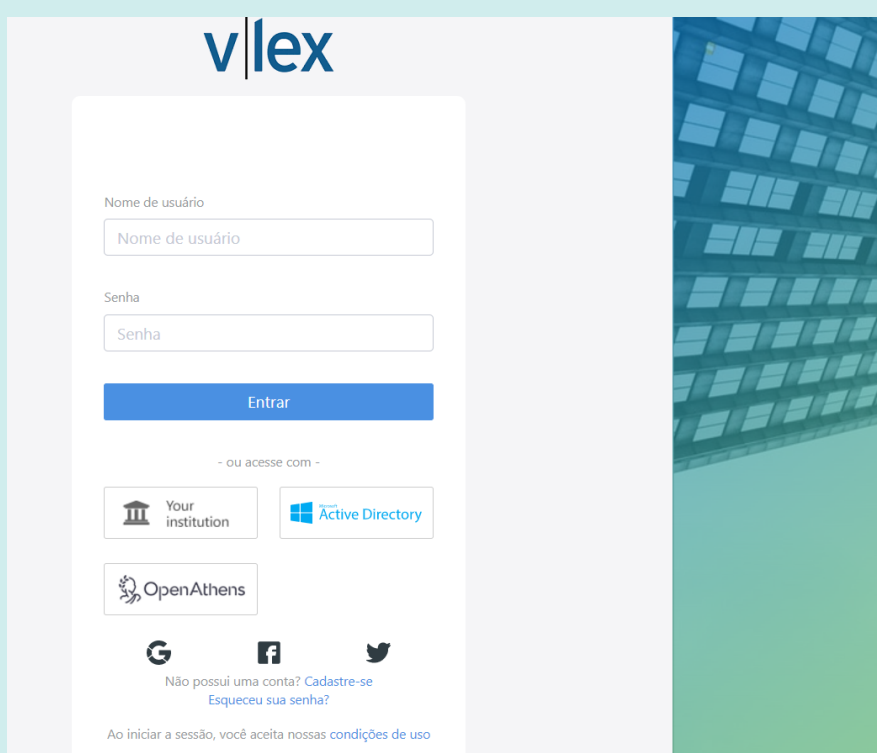 v|lex
Nome de usuário
Nome de usuário
Senha
Senha
Entrar
- ou acesse com -
Your
institution
Microsoft
Active Directory
OpenAthens
Não possui uma conta? Cadastre-se
Esqueceu sua senha?
Ao iniciar a sessão, você aceita nossas condições de uso